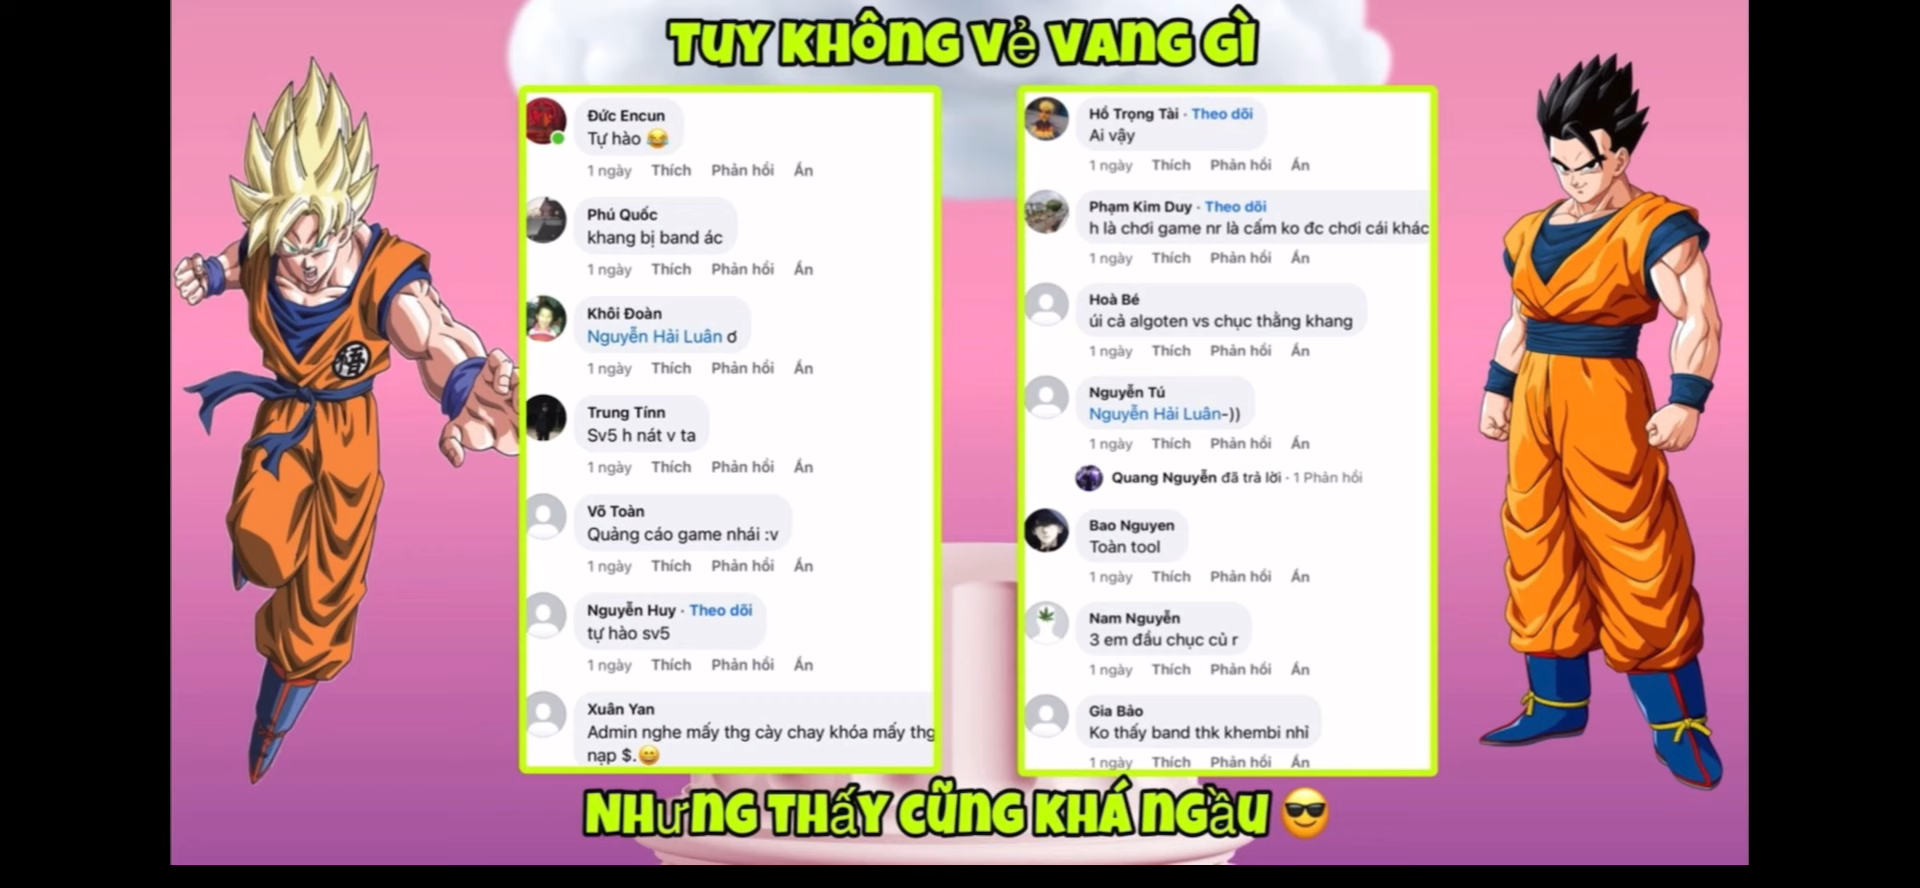 TUY KHÔNG Vẻ VANG GÌ
Đức Encun
Tự hào 😂
1 ngày Thích Phản hồi Ẩn
Phú Quốc
khang bị band ác
1 ngày Thích Phản hồi Ẩn
Khôi Đoàn
Nguyễn Hải Luân ơ
1 ngày Thích Phản hồi Ẩn
Trung Tính
Sv5 h nát v ta
1 ngày Thích Phản hồi Ẩn
Võ Toàn
Quảng cáo game nhái :v
1 ngày Thích Phản hồi Ẩn
Nguyễn Huy · Theo dõi
tự hào sv5
1 ngày Thích Phản hồi Ẩn
Xuân Yan
Admin nghe mấy thg cày chay khóa mấy thg
nạp $.😄
Hồ Trọng Tài · Theo dõi
Ai vậy
1 ngày Thích Phản hồi Ẩn
Phạm Kim Duy · Theo dõi
h là chơi game nr là cấm ko đc chơi cái khác
1 ngày Thích Phản hồi Ẩn
Hoà Bé
úi cả algoten vs chục thằng khang
1 ngày Thích Phản hồi Ẩn
Nguyễn Tú
Nguyễn Hải Luân-))
1 ngày Thích Phản hồi Ẩn
Quang Nguyễn đã trả lời · 1 Phản hồi
Bao Nguyen
Toàn tool
1 ngày Thích Phản hồi Ẩn
Nam Nguyễn
3 em đầu chục củ r
1 ngày Thích Phản hồi Ẩn
Gia Bảo
Ko thấy band thk khembi nhỉ
1 ngày Thích Phản hồi Ẩn
悟
NHưNG THấY CŨNG KHÁ NGầU 😎